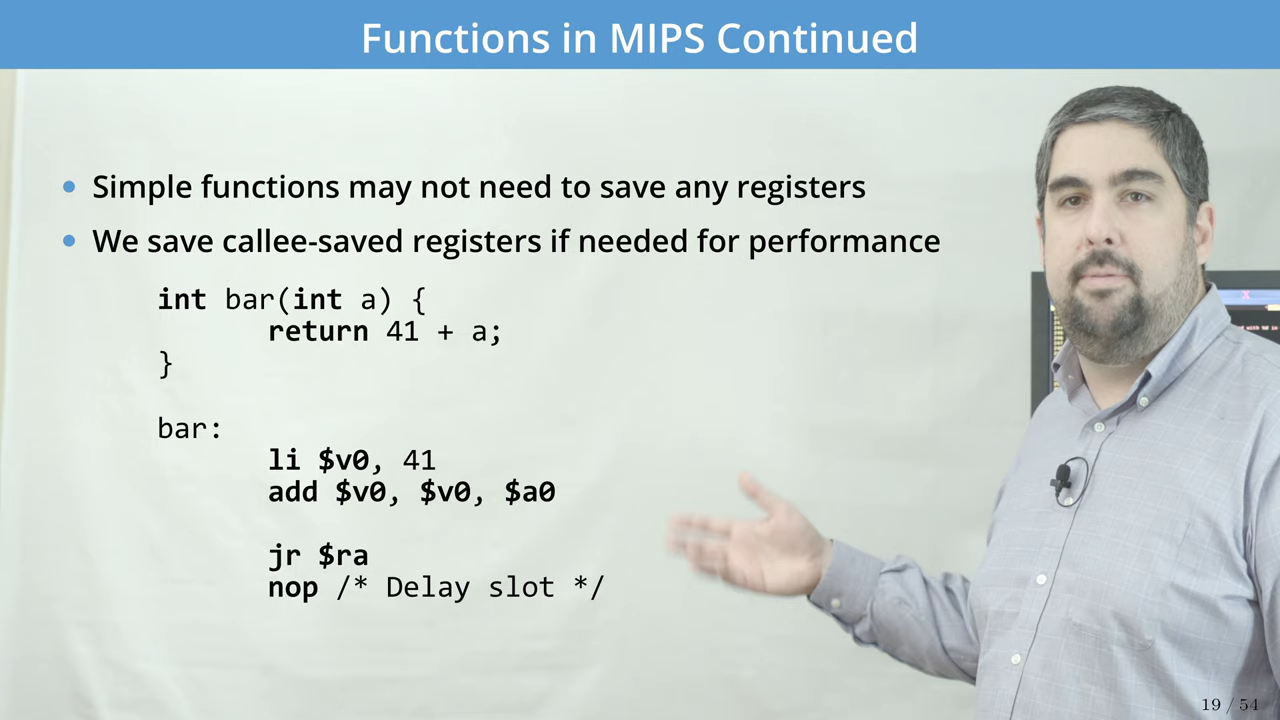 Functions in MIPS Continued
• Simple functions may not need to save any registers
• We save callee-saved registers if needed for performance
int bar(int a) {
return 41 + a;
}
bar:
li $v0, 41
add $v0, $v0, $a0
jr $ra
nop /* Delay slot */
19 / 54